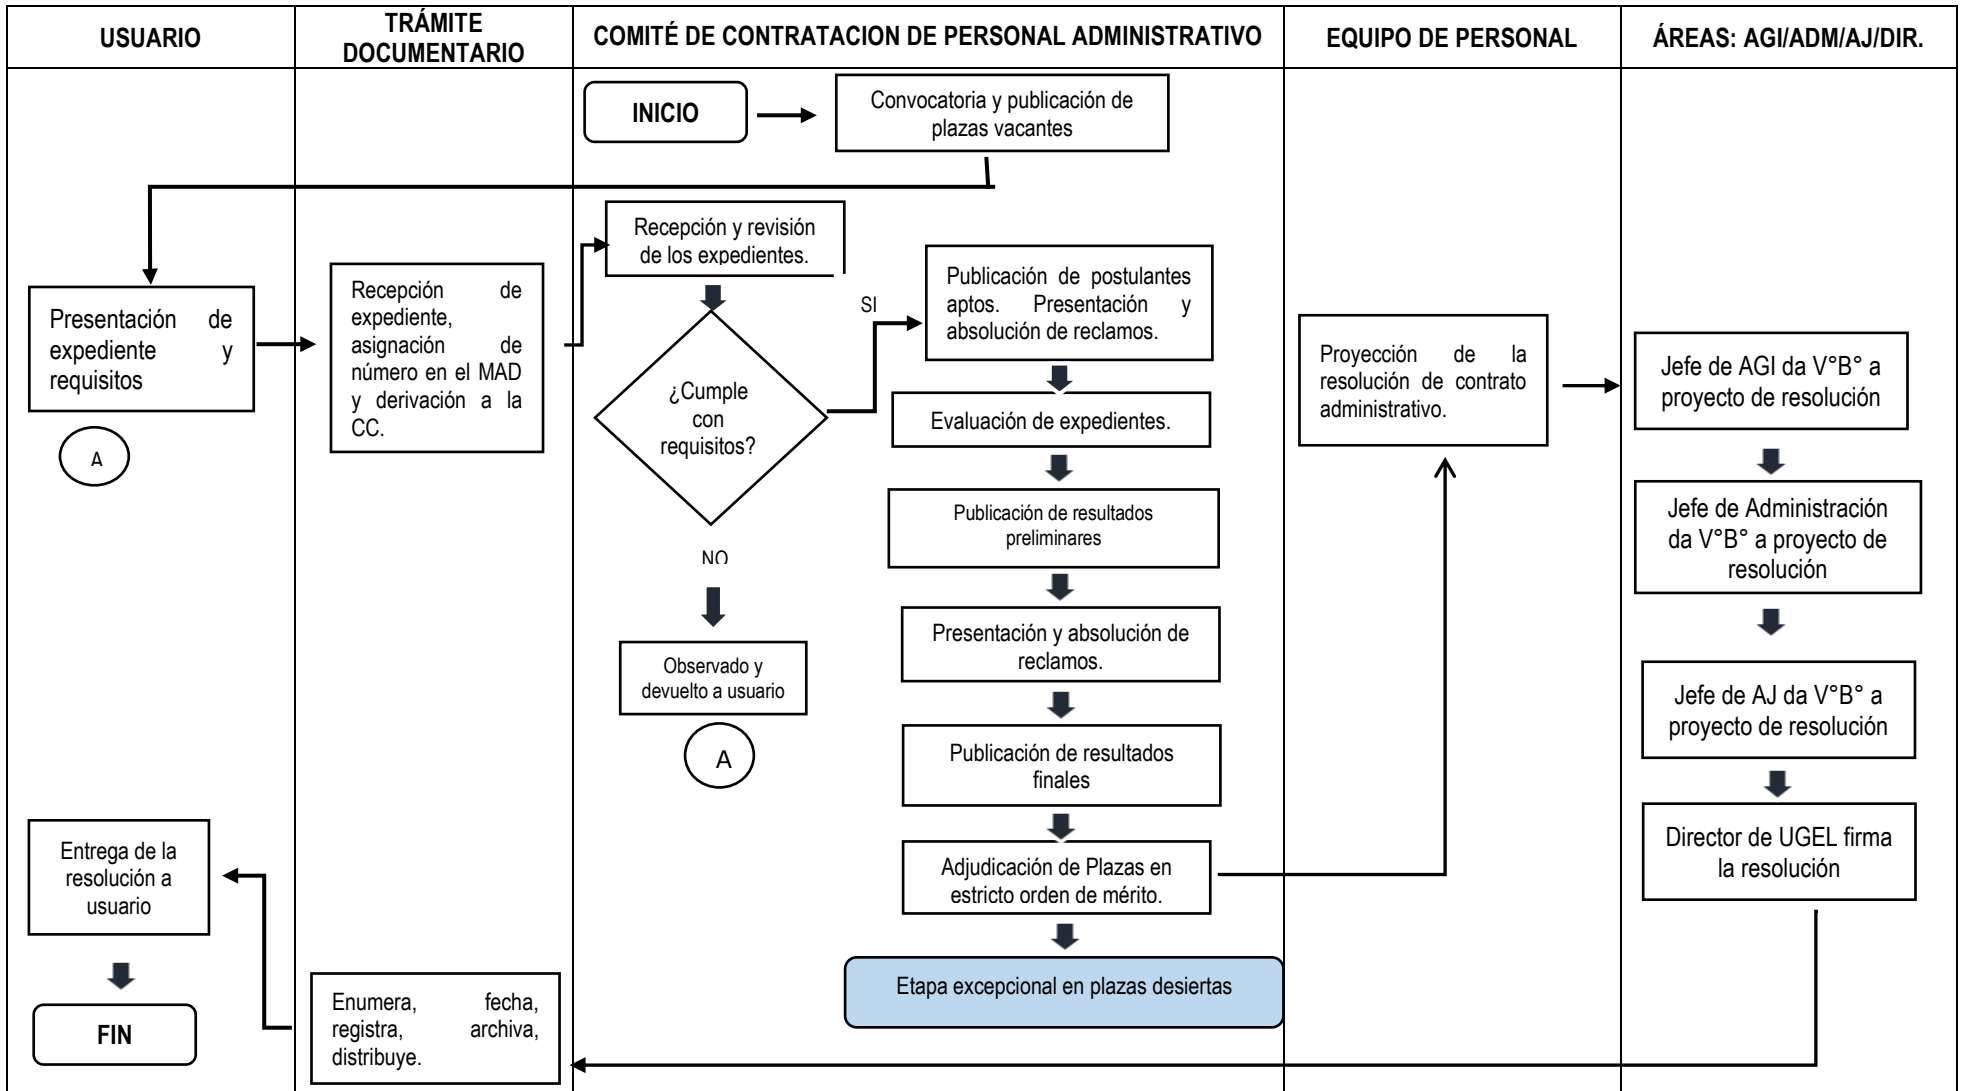 USUARIO
TRÁMITE
DOCUMENTARIO
COMITÉ DE CONTRATACION DE PERSONAL ADMINISTRATIVO
EQUIPO DE PERSONAL
ÁREAS: AGI/ADM/AJ/DIR.
INICIO
Convocatoria y publicación de
plazas vacantes
Presentación de
expediente y
requisitos
A
Recepción de
expediente,
asignación de
número en el MAD
y derivación a la
CC.
Recepción y revisión
de los expedientes.
¿Cumple
con
requisitos?
SI
NO
Observado y
devuelto a usuario
A
Publicación de postulantes
aptos. Presentación y
absolución de reclamos.
Evaluación de expedientes.
Publicación de resultados
preliminares
Presentación y absolución de
reclamos.
Publicación de resultados
finales
Adjudicación de Plazas en
estricto orden de mérito.
Etapa excepcional en plazas desiertas
Proyección de la
resolución de contrato
administrativo.
Jefe de AGI da V°B° a
proyecto de resolución
Jefe de Administración
da V°B° a proyecto de
resolución
Jefe de AJ da V°B° a
proyecto de resolución
Director de UGEL firma
la resolución
Enumera, fecha,
registra, archiva,
distribuye.
Entrega de la
resolución a
usuario
FIN